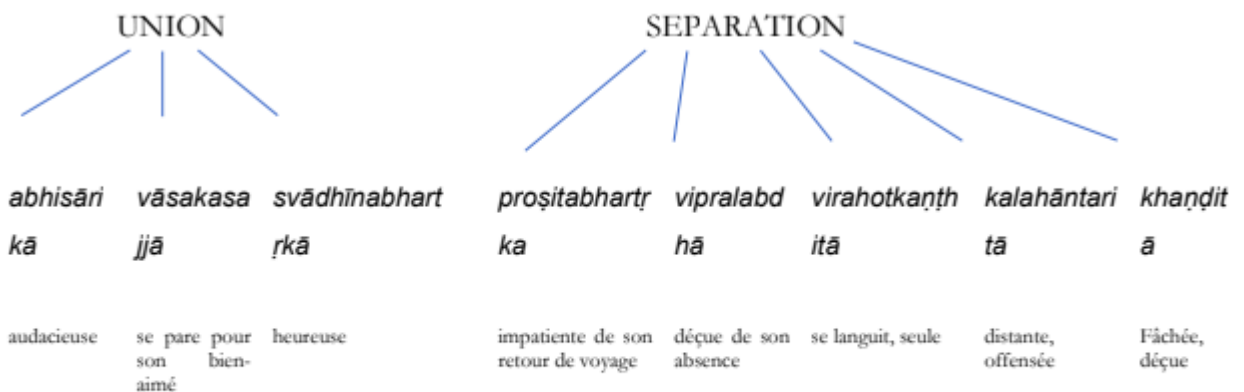 UNION SEPARATION
abhisāri vāsakasa svādhīnabhart proṣitabhartṛ vipralabd virahotkaṇṭh kalahāntari khaṇḍit
kā jjā ṛkā ka hā itā tā ā
audacieuse se pare pour heureuse impatiente de son déçue de son se languit, seule distante, Fâchée,
son bien- retour de voyage absence offensée déçue
aimé